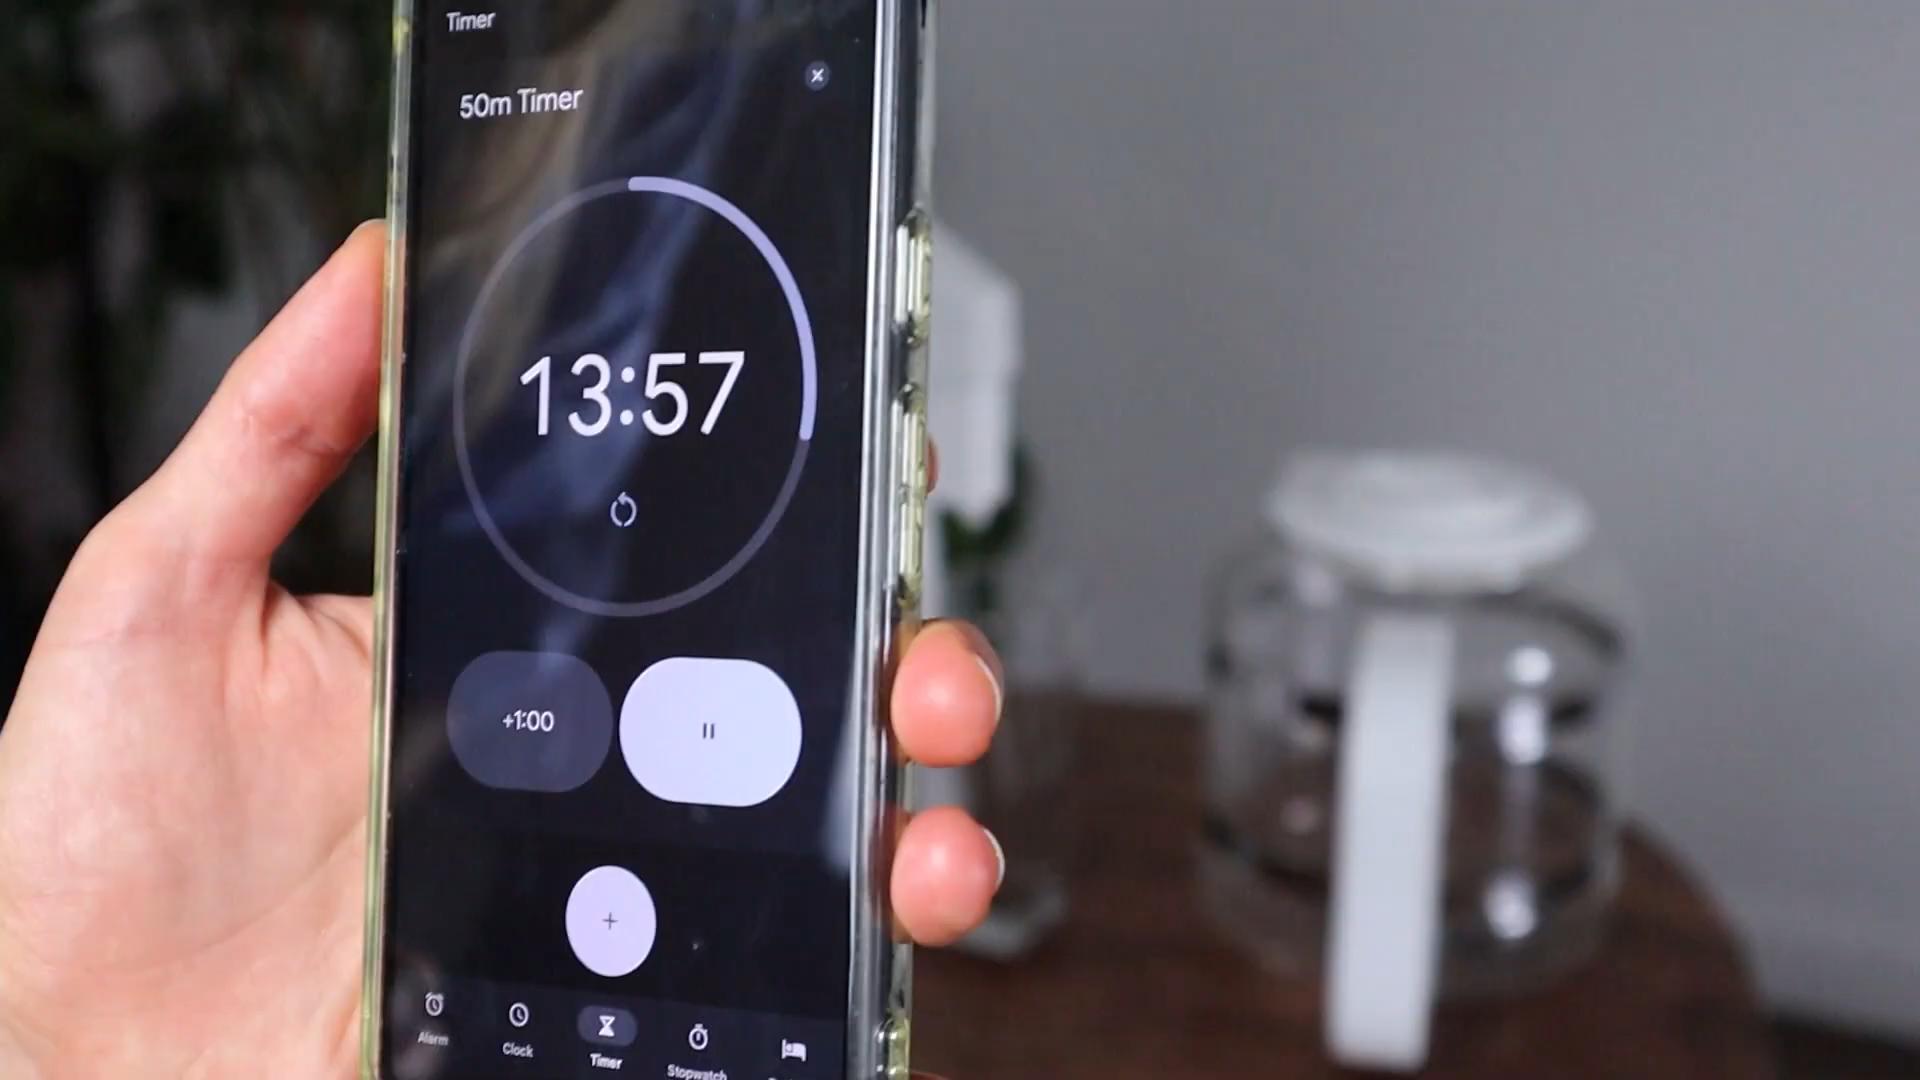 Timer
50m Timer
13:57
+1:00
Alarm
Clock
Timer
Stopwatch